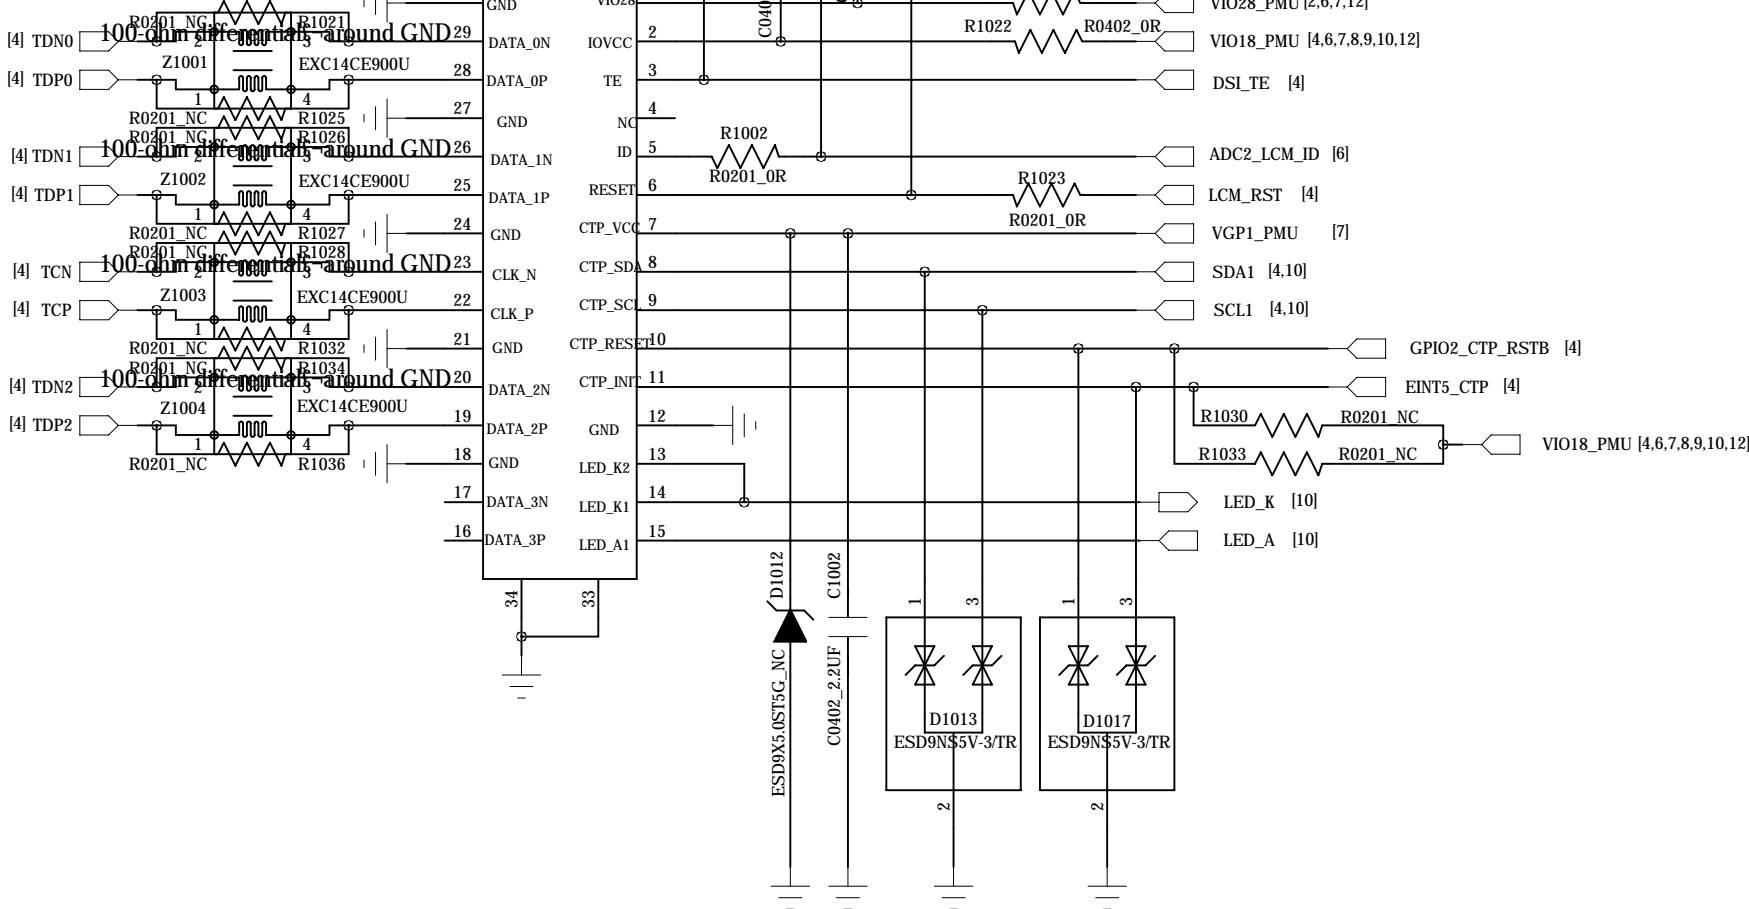 GND
VIO28
VIO28_PMU [2,6,7,12]
R0201_NC
R1021
[4] TDN0
100-ohm differential, around GND
2
3
29
DATA_0N
IOVCC
2
R1022
R0402_0R
VIO18_PMU [4,6,7,8,9,10,12]
Z1001
EXC14CE900U
[4] TDP0
28
DATA_0P
TE
3
DSI_TE [4]
1
4
R0201_NC
R1025
27
GND
NC
4
R0201_NC
R1026
[4] TDN1
100-ohm differential, around GND
2
3
26
DATA_1N
ID
5
R1002
R0201_0R
ADC2_LCM_ID [6]
Z1002
EXC14CE900U
[4] TDP1
25
DATA_1P
RESET
6
R1023
R0201_0R
LCM_RST [4]
1
4
R0201_NC
R1027
24
GND
CTP_VCC
7
VGP1_PMU [7]
R0201_NC
R1028
[4] TCN
100-ohm differential, around GND
2
3
23
CLK_N
CTP_SDA
8
SDA1 [4,10]
Z1003
EXC14CE900U
[4] TCP
22
CLK_P
CTP_SCL
9
SCL1 [4,10]
1
4
R0201_NC
R1032
21
GND
CTP_RESET
10
GPIO2_CTP_RSTB [4]
R0201_NC
R1034
[4] TDN2
100-ohm differential, around GND
2
3
20
DATA_2N
CTP_INIT
11
EINT5_CTP [4]
Z1004
EXC14CE900U
[4] TDP2
19
DATA_2P
GND
12
R1030
R0201_NC
VIO18_PMU [4,6,7,8,9,10,12]
1
4
R0201_NC
R1036
18
GND
LED_K2
13
R1033
R0201_NC
17
DATA_3N
LED_K1
14
LED_K [10]
16
DATA_3P
LED_A1
15
LED_A [10]
34
33
D1012
ESD9X5.0ST5G_NC
C1002
C0402_2.2UF
1
3
D1013
ESD9NS5V-3/TR
2
1
3
D1017
ESD9NS5V-3/TR
2